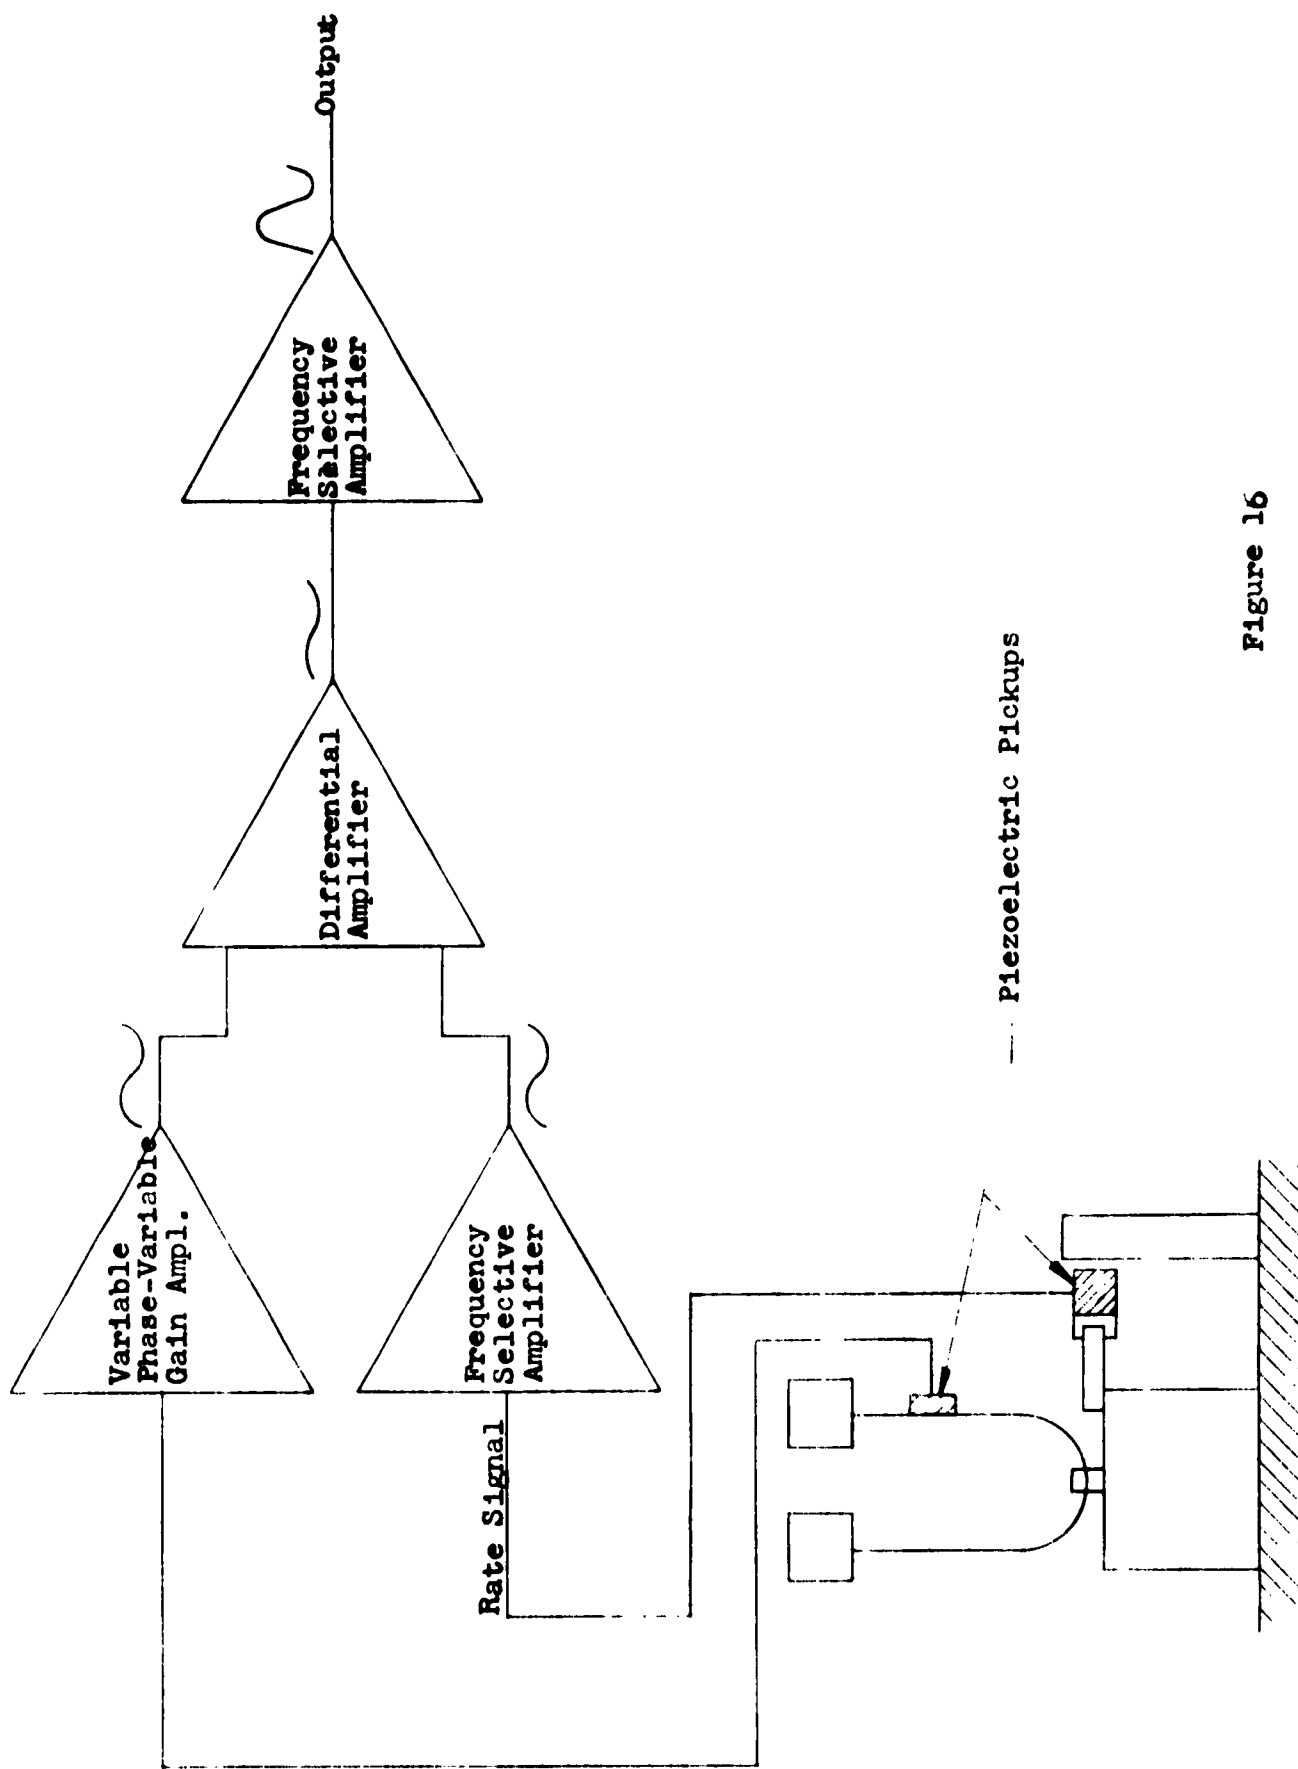 Variable
Phase-Variable
Gain Ampl.
Frequency
Selective
Amplifier
Rate Signal
Differential
Amplifier
Frequency
Selective
Amplifier
Output
Piezoelectric Pickups
Figure 16